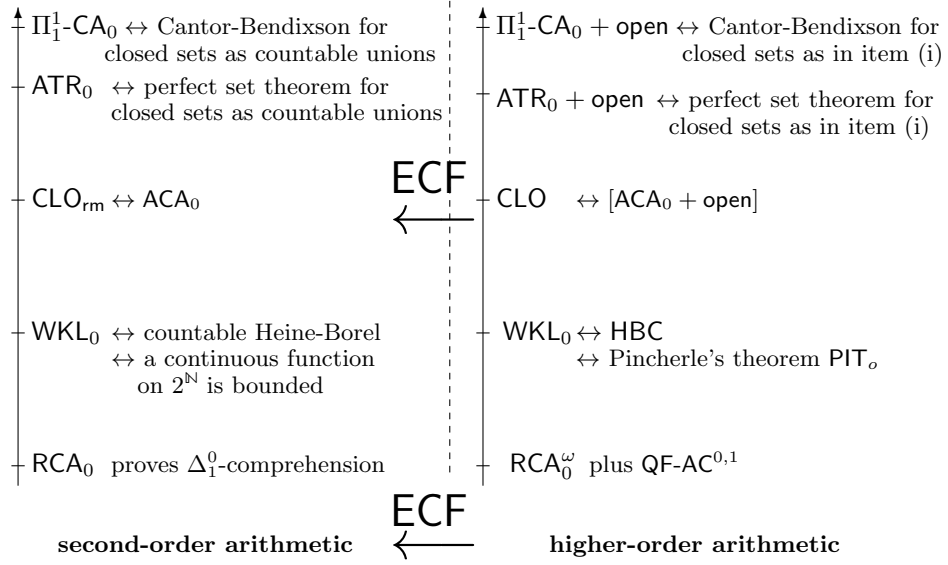 Π¹₁-CA₀ ↔ Cantor-Bendixson for
closed sets as countable unions
ATR₀ ↔ perfect set theorem for
closed sets as countable unions
CLO_rm ↔ ACA₀
WKL₀ ↔ countable Heine-Borel
↔ a continuous function
on 2^ℕ is bounded
RCA₀ proves Δ⁰₁-comprehension
second-order arithmetic
ECF
ECF
Π¹₁-CA₀ + open ↔ Cantor-Bendixson for
closed sets as in item (i)
ATR₀ + open ↔ perfect set theorem for
closed sets as in item (i)
CLO ↔ [ACA₀ + open]
WKL₀ ↔ HBC
↔ Pincherle's theorem PIT_o
RCA₀^ω plus QF-AC^{0,1}
higher-order arithmetic